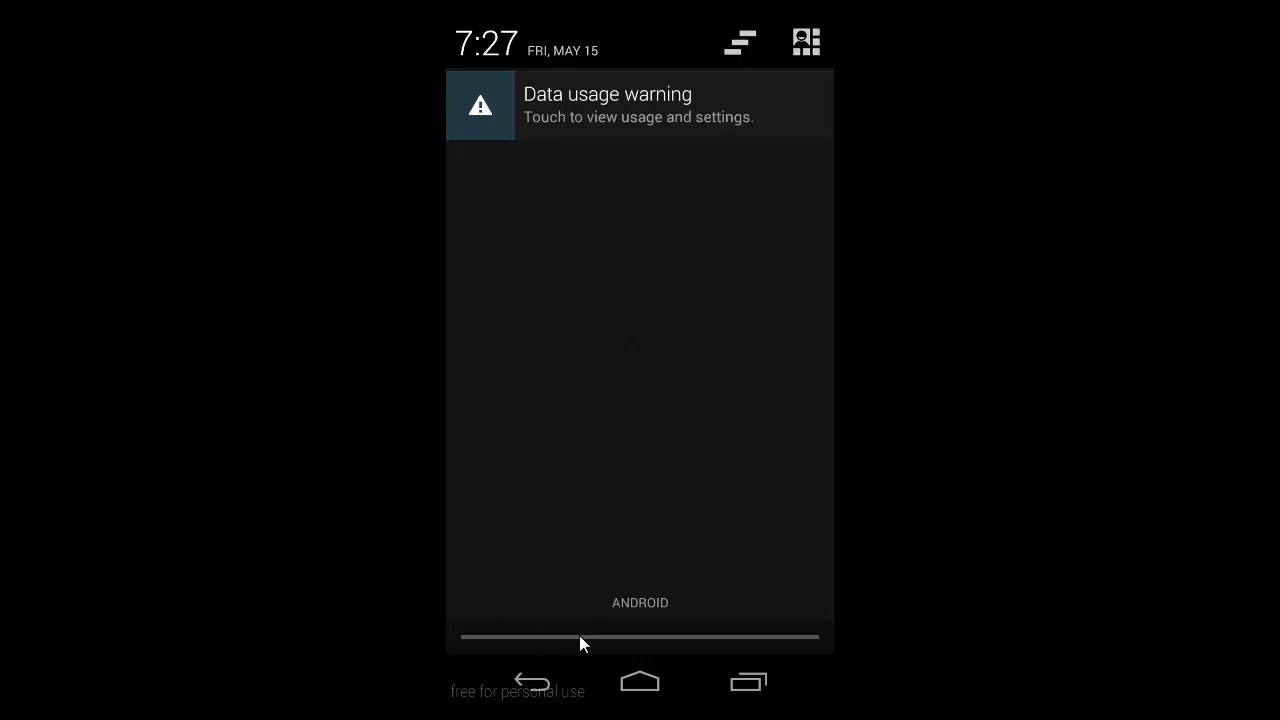 7:27 FRI, MAY 15
Data usage warning
Touch to view usage and settings.
ANDROID
free for personal use